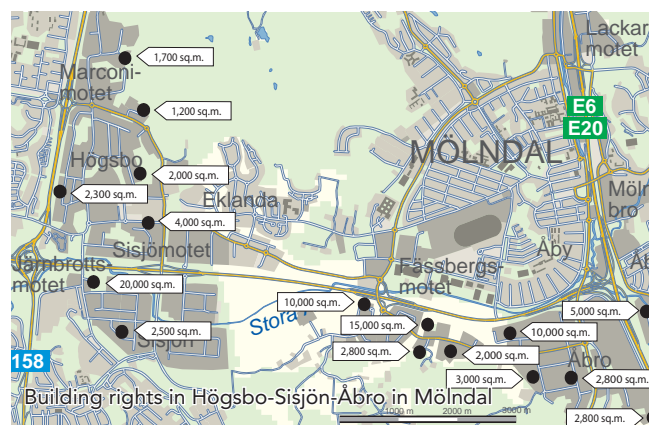 Lackar-
motet
1,700 sq.m.
Marconi-
motet
1,200 sq.m.
E6
E20
MÖLNDAL
Högsbo
2,000 sq.m.
2,300 sq.m.
Eklanda
Möln
bro
4,000 sq.m.
Sisjömotet
Åby
Jämbrotts-
motet
Fässbergs-
motet
20,000 sq.m.
10,000 sq.m.
5,000 sq.m.
Stora
15,000 sq.m.
2,500 sq.m.
Sisjön
10,000 sq.m.
2,800 sq.m.
2,000 sq.m.
158
Åbro
3,000 sq.m.
2,800 sq.m.
Building rights in Högsbo-Sisjön-Åbro in Mölndal
1000 m
2000 m
3000 m
2,800 sq.m.